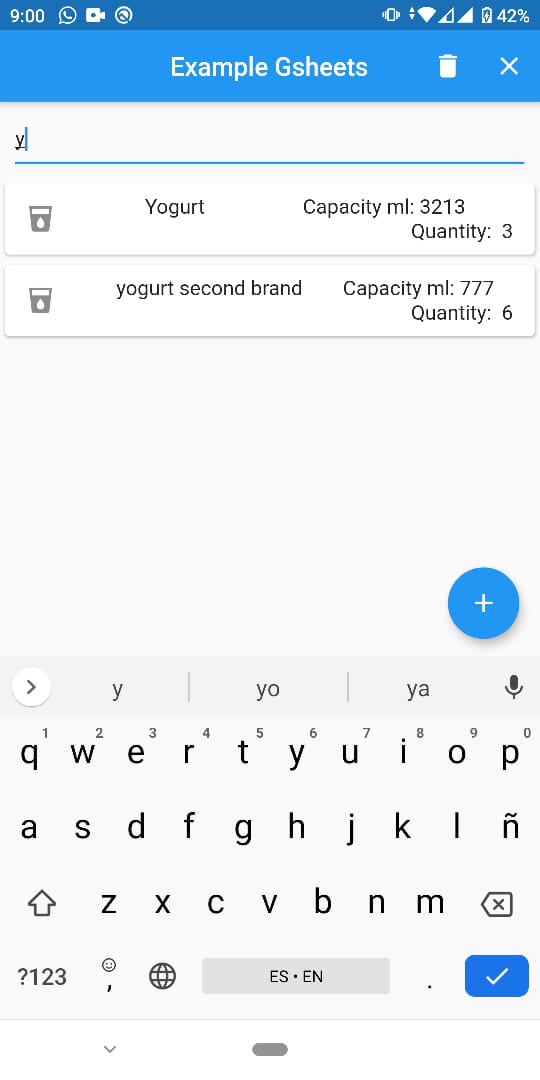 9:00 42%
Example Gsheets
y
Yogurt Capacity ml: 3213
Quantity: 3
yogurt second brand Capacity ml: 777
Quantity: 6
+
y yo ya
1 2 3 4 5 6 7 8 9 0
q w e r t y u i o p
a s d f g h j k l ñ
z x c v b n m
?123 , ES • EN .